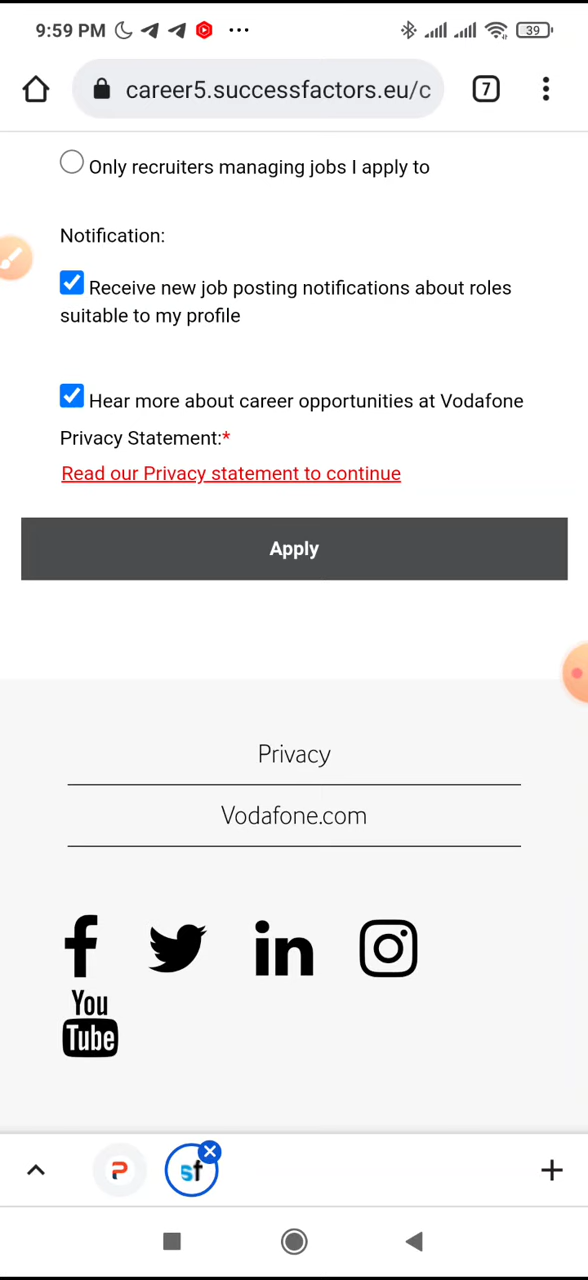 9:59 PM
39
career5.successfactors.eu/c
7
Only recruiters managing jobs I apply to
Notification:
Receive new job posting notifications about roles
suitable to my profile
Hear more about career opportunities at Vodafone
Privacy Statement:*
Read our Privacy statement to continue
Apply
Privacy
Vodafone.com
f in
You
Tube
P sf